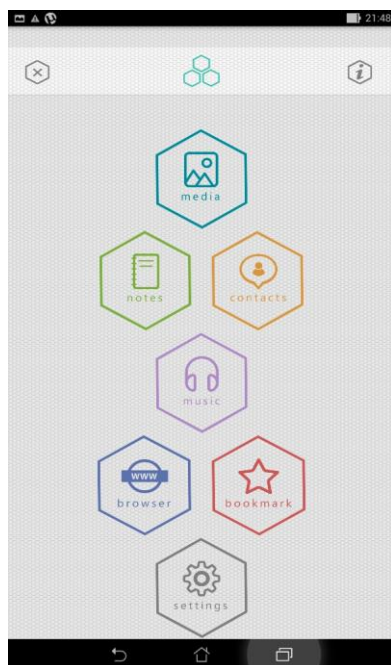 21:48
i
media
notes
contacts
music
www
browser
bookmark
settings